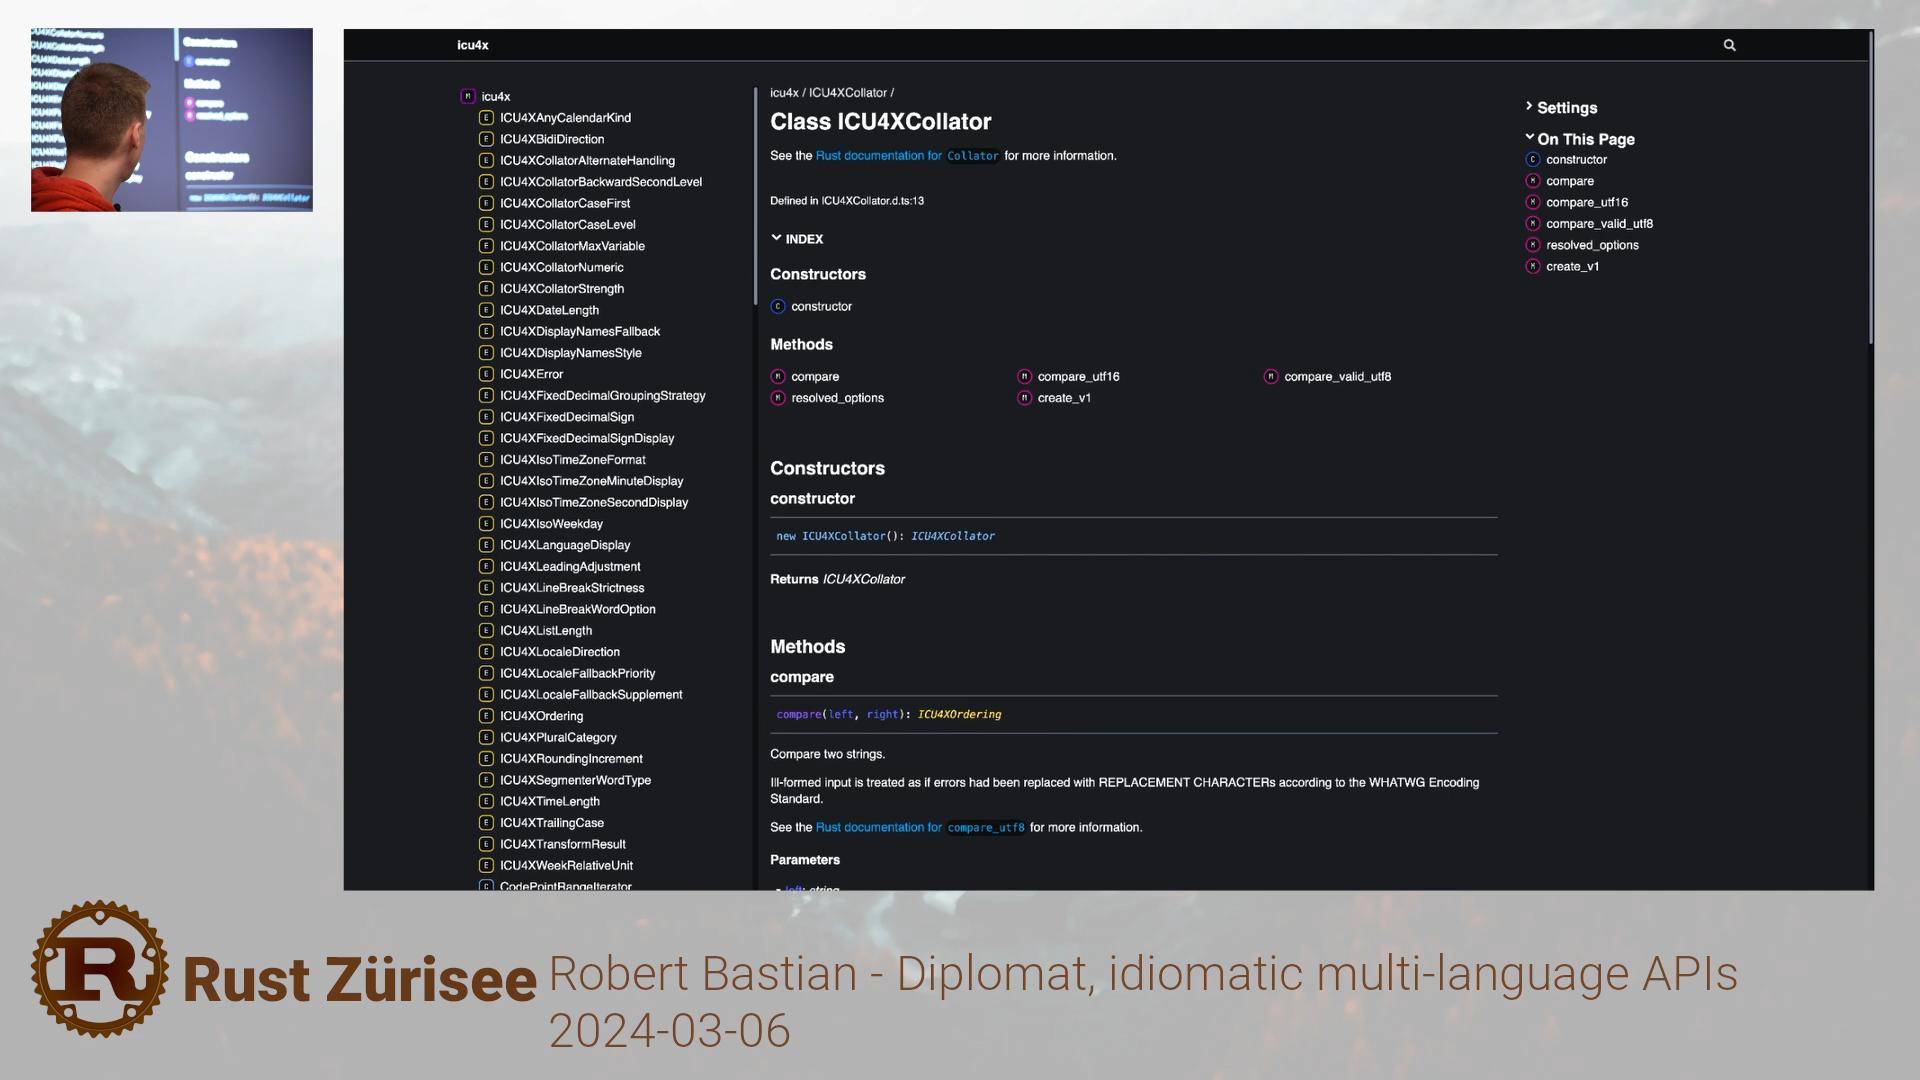 icu4x
icu4x
ICU4XAnyCalendarKind
ICU4XBidiDirection
ICU4XCollatorAlternateHandling
ICU4XCollatorBackwardSecondLevel
ICU4XCollatorCaseFirst
ICU4XCollatorCaseLevel
ICU4XCollatorMaxVariable
ICU4XCollatorNumeric
ICU4XCollatorStrength
ICU4XDateLength
ICU4XDisplayNamesFallback
ICU4XDisplayNamesStyle
ICU4XError
ICU4XFixedDecimalGroupingStrategy
ICU4XFixedDecimalSign
ICU4XFixedDecimalSignDisplay
ICU4XIsoTimeZoneFormat
ICU4XIsoTimeZoneMinuteDisplay
ICU4XIsoTimeZoneSecondDisplay
ICU4XIsoWeekday
ICU4XLanguageDisplay
ICU4XLeadingAdjustment
ICU4XLineBreakStrictness
ICU4XLineBreakWordOption
ICU4XListLength
ICU4XLocaleDirection
ICU4XLocaleFallbackPriority
ICU4XLocaleFallbackSupplement
ICU4XOrdering
ICU4XPluralCategory
ICU4XRoundingIncrement
ICU4XSegmenterWordType
ICU4XTimeLength
ICU4XTrailingCase
ICU4XTransformResult
ICU4XWeekRelativeUnit
CodePointRangeIterator
icu4x / ICU4XCollator /
Class ICU4XCollator
See the Rust documentation for Collator for more information.
Defined in ICU4XCollator.d.ts:13
INDEX
Constructors
constructor
Methods
compare compare_utf16 compare_valid_utf8
resolved_options create_v1
Constructors
constructor
new ICU4XCollator(): ICU4XCollator
Returns ICU4XCollator
Methods
compare
compare(left, right): ICU4XOrdering
Compare two strings.
Ill-formed input is treated as if errors had been replaced with REPLACEMENT CHARACTERs according to the WHATWG Encoding
Standard.
See the Rust documentation for compare_utf8 for more information.
Parameters
left: string
Settings
On This Page
constructor
compare
compare_utf16
compare_valid_utf8
resolved_options
create_v1
Rust Zürisee
Robert Bastian - Diplomat, idiomatic multi-language APIs
2024-03-06